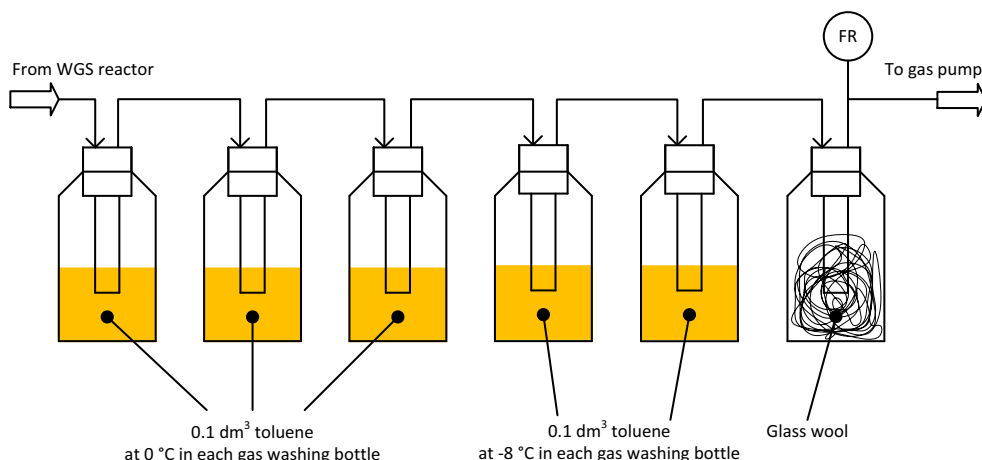 FR
From WGS reactor
To gas pump
0.1 dm³ toluene
at 0 °C in each gas washing bottle
0.1 dm³ toluene
at -8 °C in each gas washing bottle
Glass wool